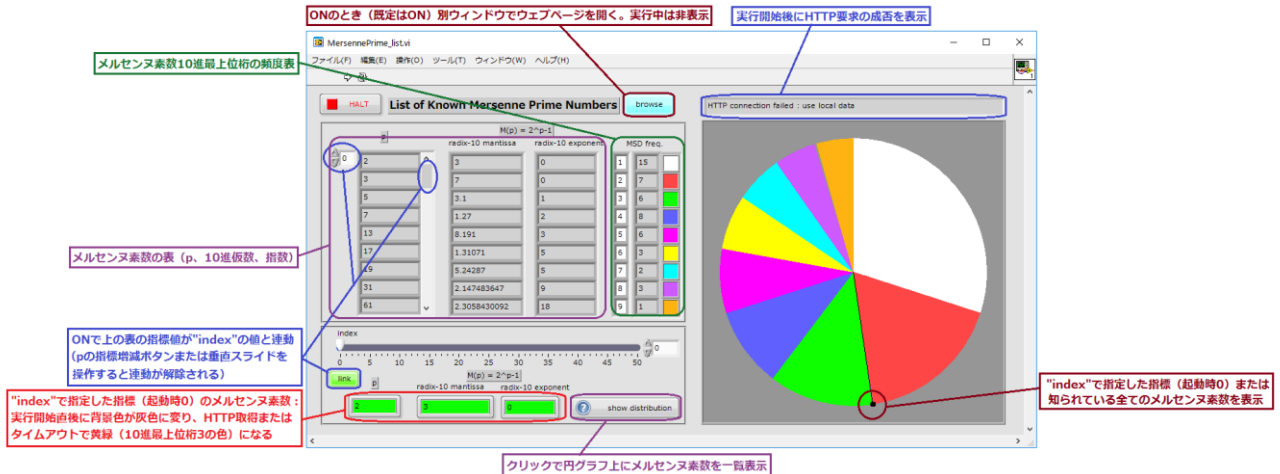 ONのとき（既定はON）別ウィンドウでウェブページを開く。実行中は非表示
実行開始後にHTTP要求の成否を表示
MersennePrime_list.vi
ファイル(F) 編集(E) 操作(O) ツール(T) ウィンドウ(W) ヘルプ(H)
メルセンヌ素数10進最上位桁の頻度表
HALT
List of Known Mersenne Prime Numbers
browse
HTTP connection failed : use local data
M(p) = 2^p-1
p
radix-10 mantissa
radix-10 exponent
MSD freq.
0
2 3 0
3 7 0
5 3.1 1
7 1.27 2
13 8.191 3
17 1.31071 5
19 5.24287 5
31 2.147483647 9
61 2.3058430092 18
1 15
2 7
3 6
4 8
5 6
6 3
7 2
8 3
9 1
メルセンヌ素数の表（p、10進仮数、指数）
ONで上の表の指標値が"index"の値と連動
（pの指標増減ボタンまたは垂直スライドを
操作すると連動が解除される）
index
0 5 10 15 20 25 30 35 40 45 50
0
link
M(p) = 2^p-1
p
radix-10 mantissa
radix-10 exponent
2 3 0
? show distribution
"index"で指定した指標（起動時0）のメルセンヌ素数：
実行開始直後に背景色が灰色に変り、HTTP取得または
タイムアウトで黄緑（10進最上位桁3の色）になる
"index"で指定した指標（起動時0）または
知られている全てのメルセンヌ素数を表示
クリックで円グラフ上にメルセンヌ素数を一覧表示